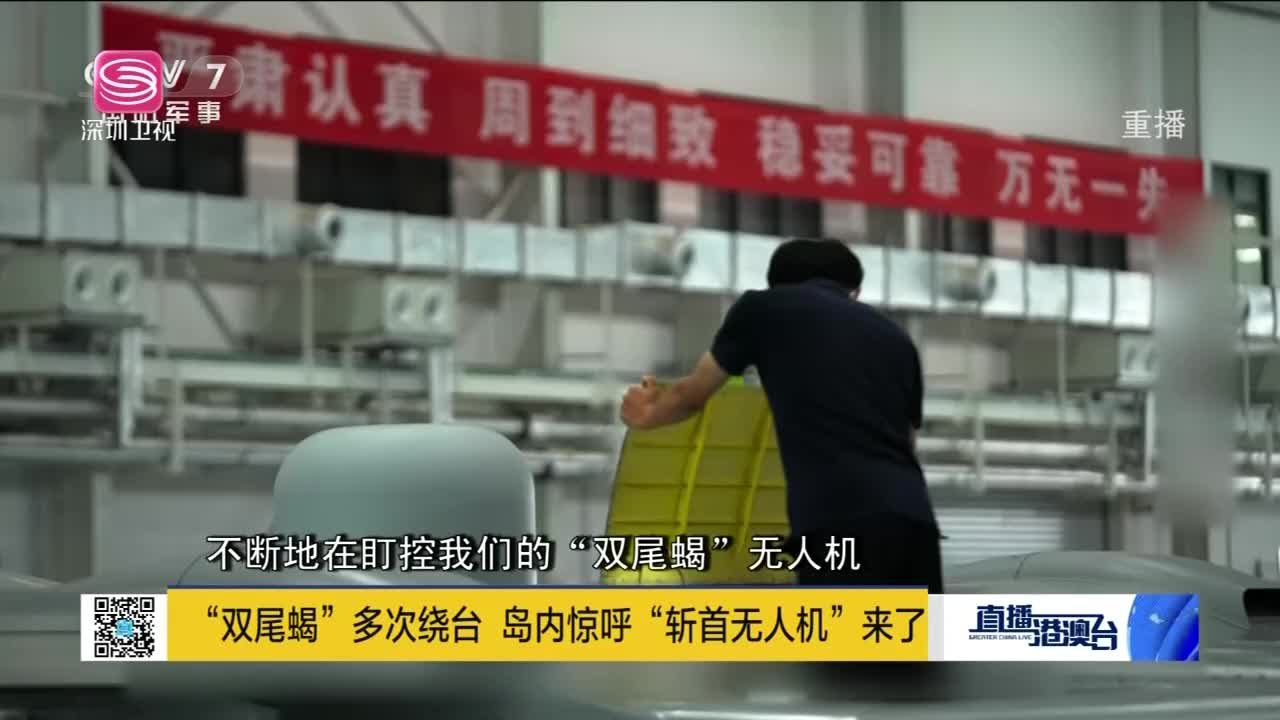 肃认真 周到细致 稳妥可靠 万无一失
7
军事
深圳卫视
重播
不断地在盯控我们的“双尾蝎”无人机
“双尾蝎”多次绕台 岛内惊呼“斩首无人机”来了
直播港澳台
GREATER CHINA LIVE